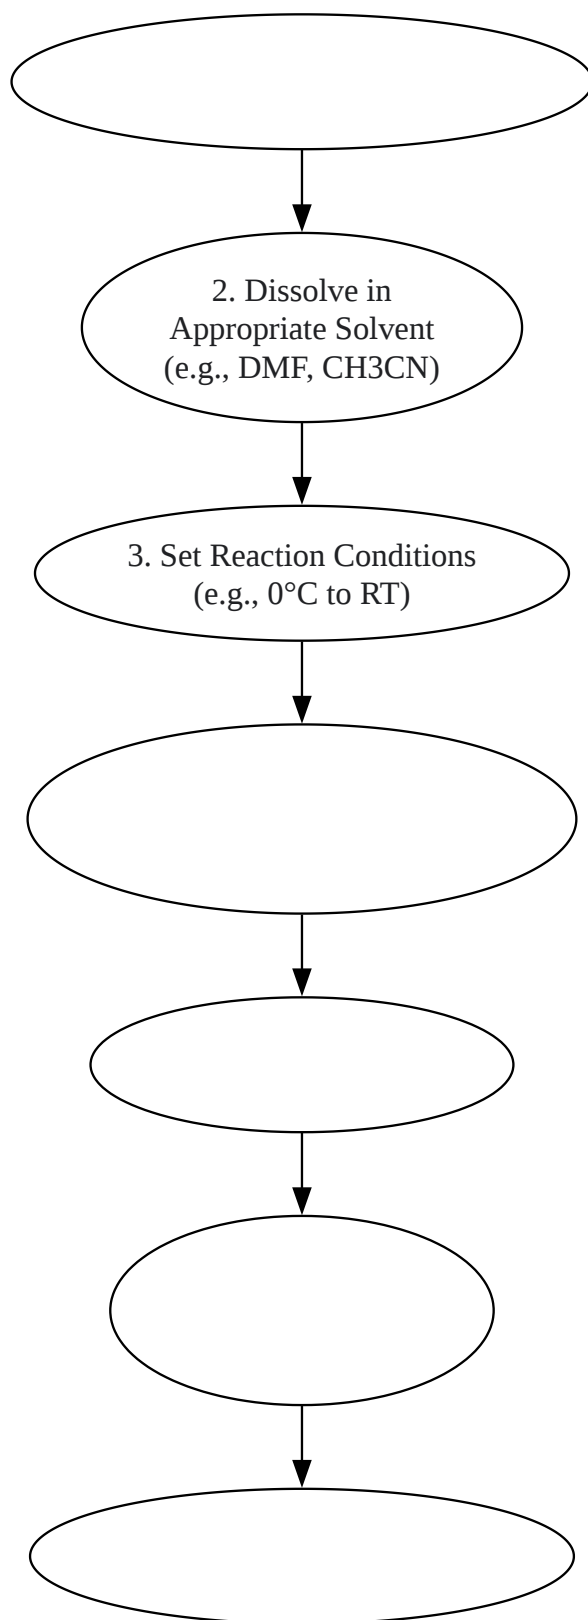 2. Dissolve in
Appropriate Solvent
(e.g., DMF, CH3CN)
3. Set Reaction Conditions
(e.g., 0°C to RT)